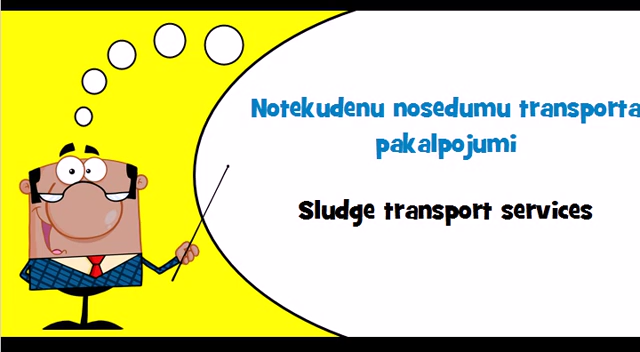 Notekudenu nosedumu transporta
pakalpojumi
Sludge transport services